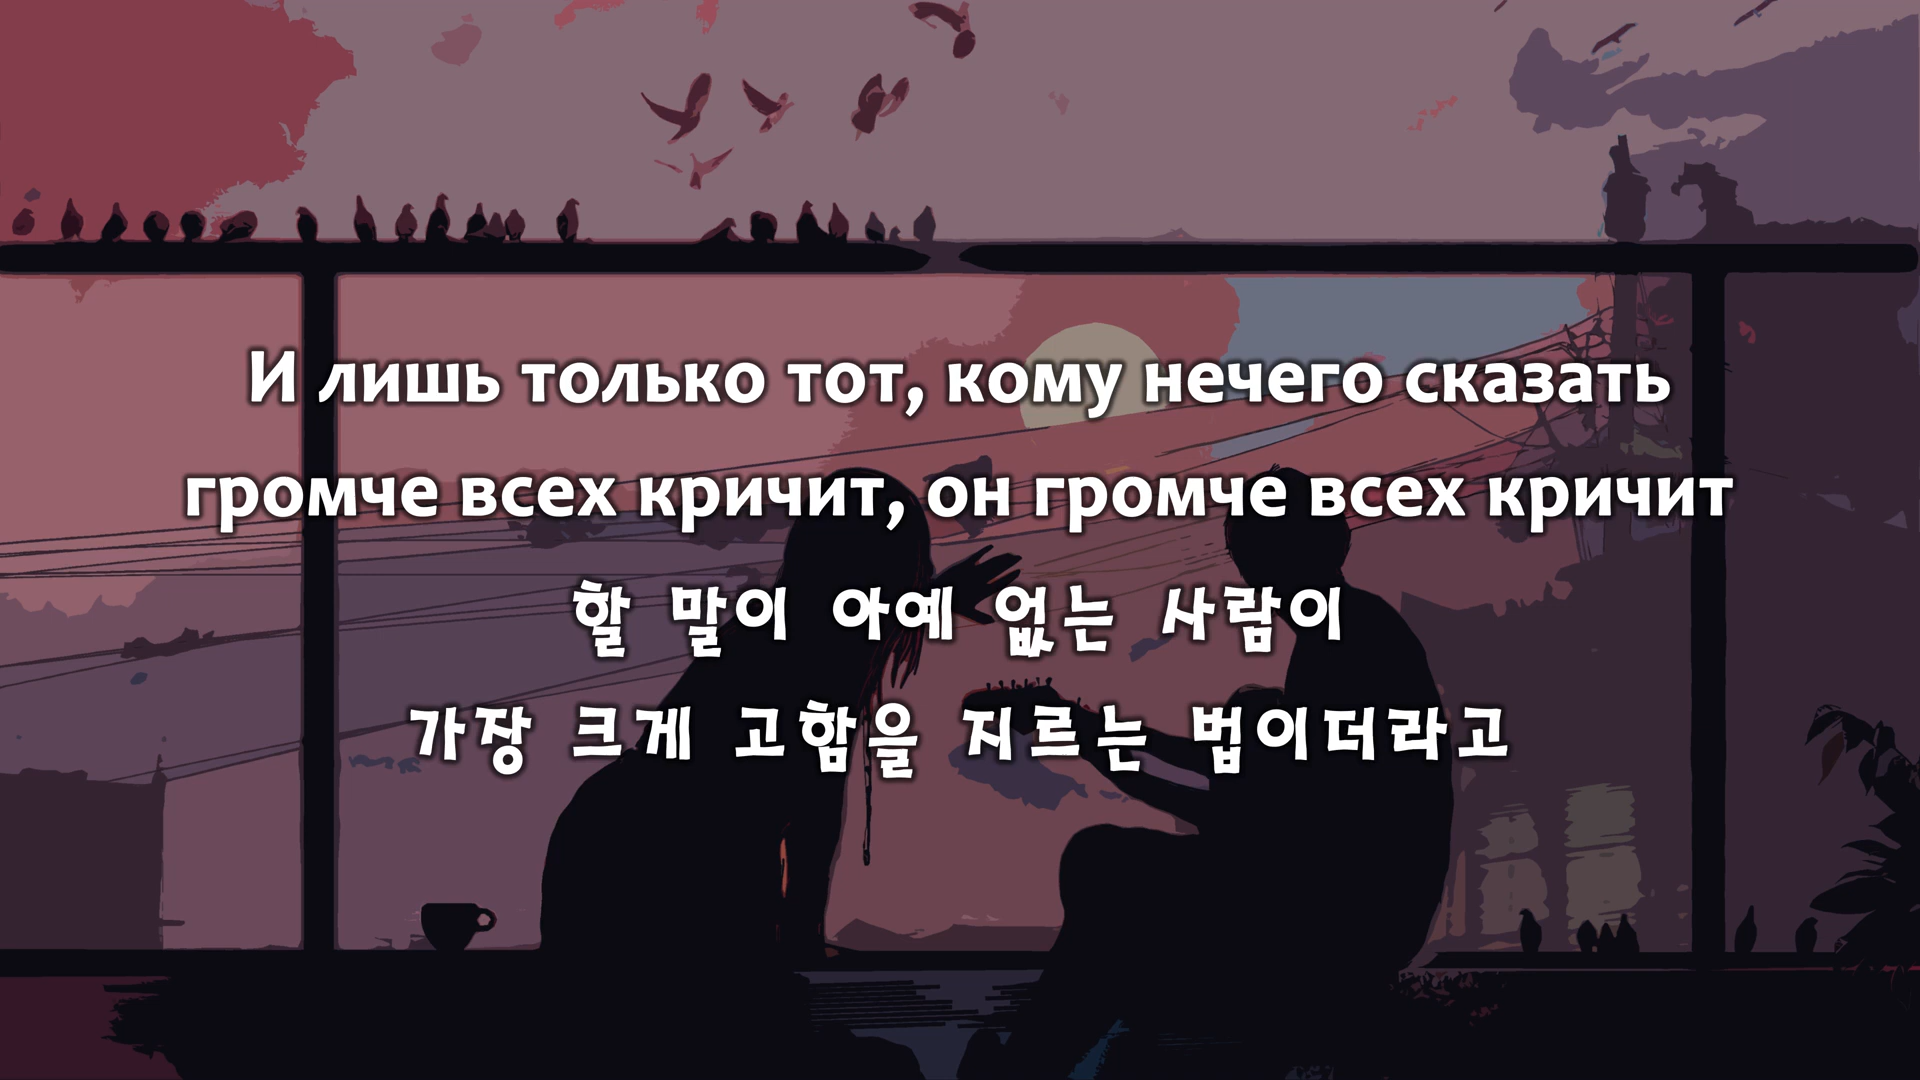 И лишь только тот, кому нечего сказать
громче всех кричит, он громче всех кричит
할 말이 아예 없는 사람이
가장 크게 고함을 지르는 법이더라고